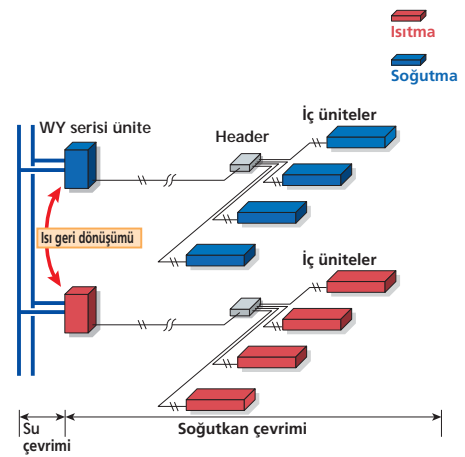 Isıtma
Soğutma
İç üniteler
WY serisi ünite
Header
Isı geri dönüşümü
İç üniteler
Su
çevrimi
Soğutkan çevrimi